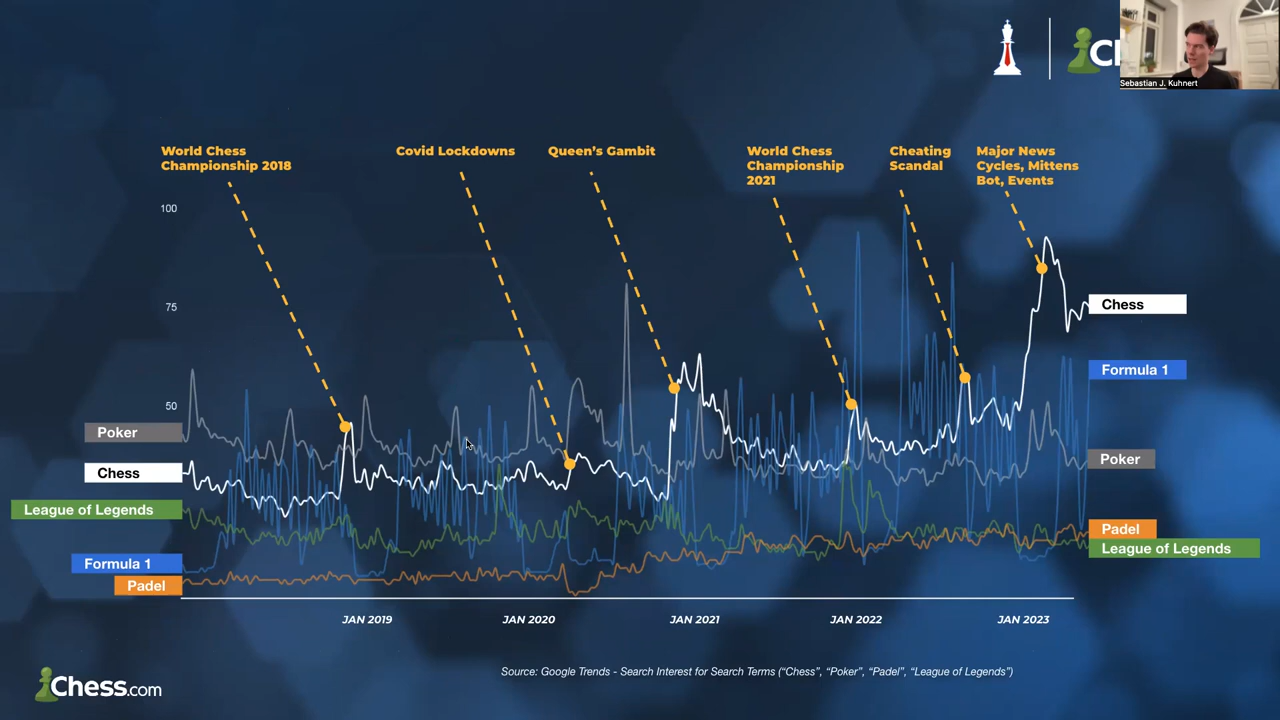 Ch
Sebastian J. Kuhnert
World Chess
Championship 2018
Covid Lockdowns
Queen's Gambit
World Chess
Championship
2021
Cheating
Scandal
Major News
Cycles, Mittens
Bot, Events
100
75
50
Poker
Chess
League of Legends
Formula 1
Padel
Chess
Formula 1
Poker
Padel
League of Legends
JAN 2019
JAN 2020
JAN 2021
JAN 2022
JAN 2023
Source: Google Trends - Search Interest for Search Terms (“Chess”, “Poker”, “Padel”, “League of Legends”)
Chess.com